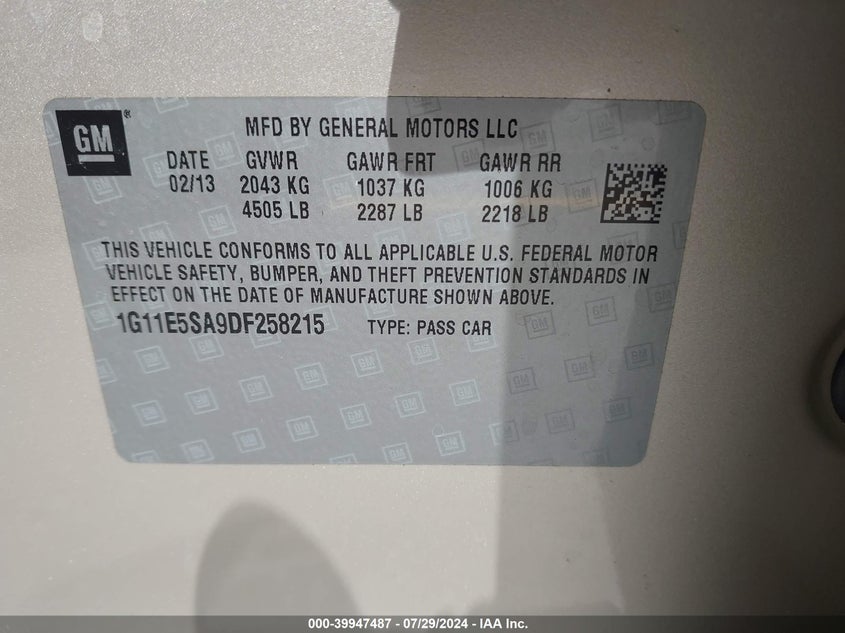 GM
MFD BY GENERAL MOTORS LLC
DATE GVWR GAWR FRT GAWR RR
02/13 2043 KG 1037 KG 1006 KG
4505 LB 2287 LB 2218 LB
THIS VEHICLE CONFORMS TO ALL APPLICABLE U.S. FEDERAL MOTOR
VEHICLE SAFETY, BUMPER, AND THEFT PREVENTION STANDARDS IN
EFFECT ON THE DATE OF MANUFACTURE SHOWN ABOVE.
1G11E5SA9DF258215 TYPE: PASS CAR
000-39947487 - 07/29/2024 - IAA Inc.